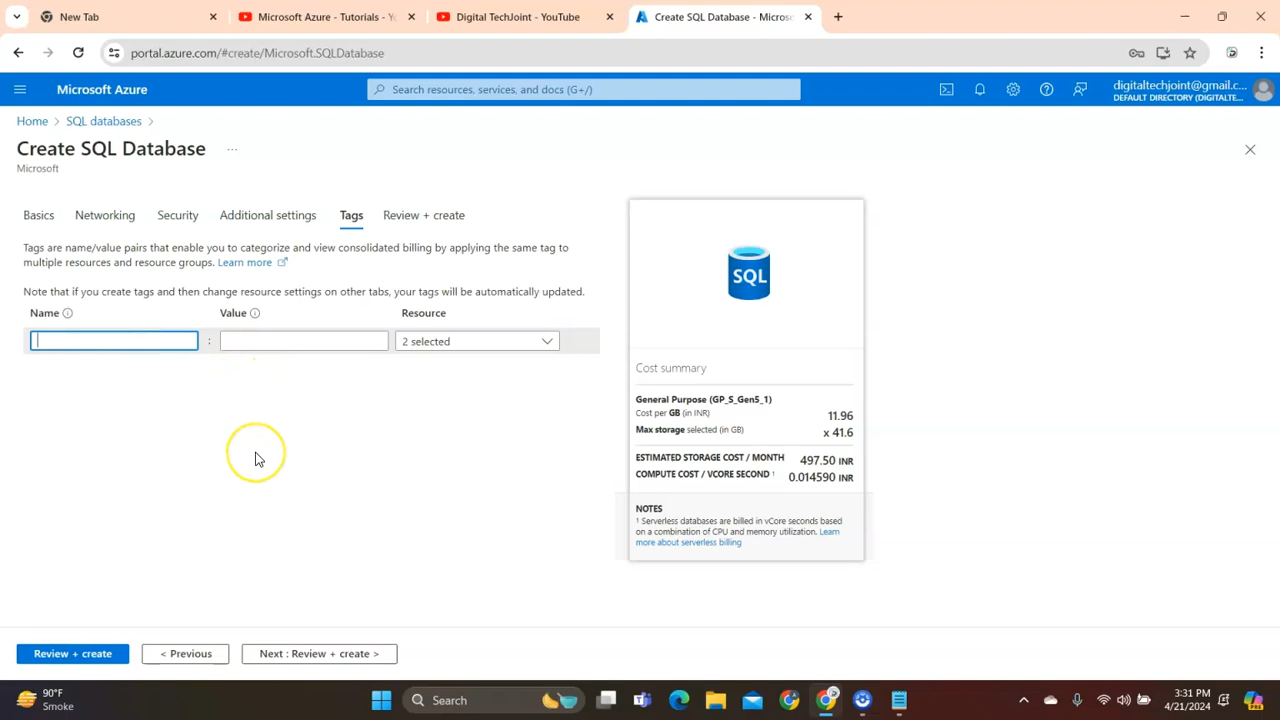 New Tab
Microsoft Azure - Tutorials - Yo
Digital TechJoint - YouTube
Create SQL Database - Microso
portal.azure.com/#create/Microsoft.SQLDatabase
Microsoft Azure
Search resources, services, and docs (G+/)
digitaltechjoint@gmail.c...
DEFAULT DIRECTORY (DIGITALTE...
Home > SQL databases >
Create SQL Database ...
Microsoft
Basics Networking Security Additional settings Tags Review + create
Tags are name/value pairs that enable you to categorize and view consolidated billing by applying the same tag to
multiple resources and resource groups. Learn more
Note that if you create tags and then change resource settings on other tabs, your tags will be automatically updated.
Name Value Resource
: 2 selected
SQL
Cost summary
General Purpose (GP_S_Gen5_1)
Cost per GB (in INR) 11.96
Max storage selected (in GB) x 41.6
ESTIMATED STORAGE COST / MONTH 497.50 INR
COMPUTE COST / VCORE SECOND ¹ 0.014590 INR
NOTES
¹ Serverless databases are billed in vCore seconds based
on a combination of CPU and memory utilization. Learn
more about serverless billing
Review + create
< Previous
Next : Review + create >
90°F
Smoke
Search
3:31 PM
4/21/2024